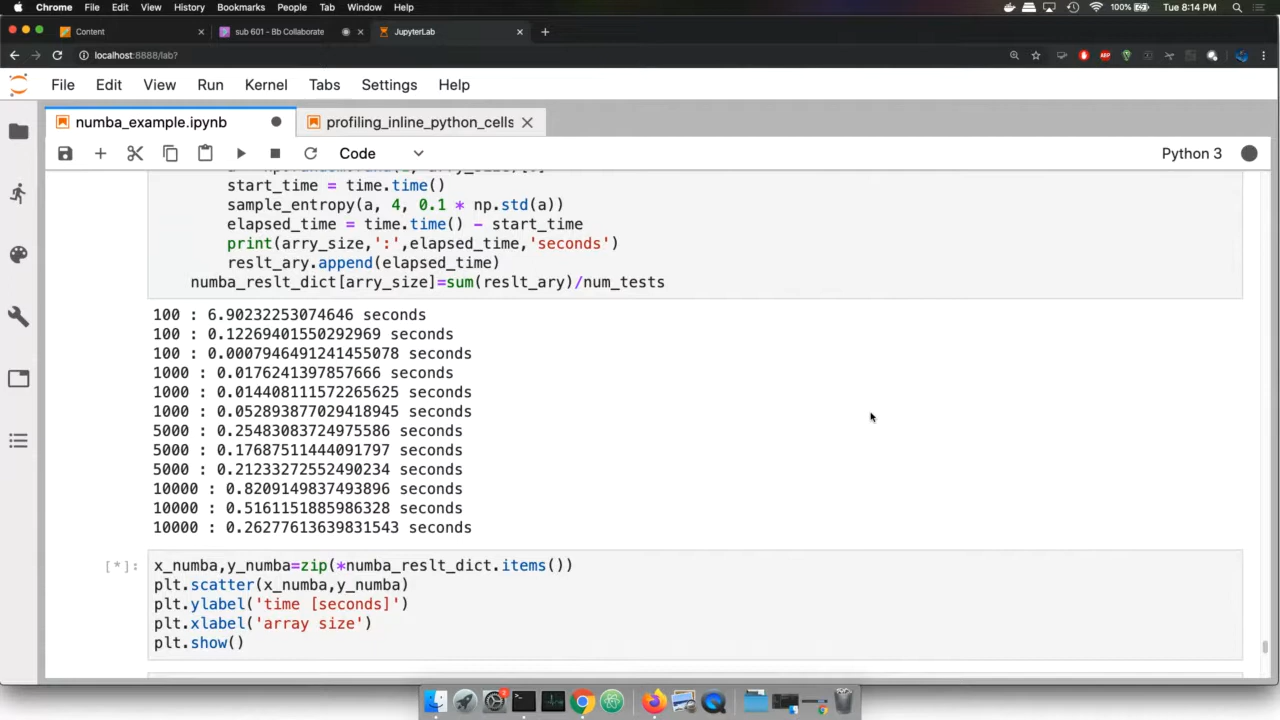 Chrome File Edit View History Bookmarks People Tab Window Help 100% Tue 8:14 PM
Content sub 601 - Bb Collaborate JupyterLab
localhost:8888/lab?
File Edit View Run Kernel Tabs Settings Help
numba_example.ipynb profiling_inline_python_cells
Code Python 3
start_time = time.time()
sample_entropy(a, 4, 0.1 * np.std(a))
elapsed_time = time.time() - start_time
print(arry_size,':',elapsed_time,'seconds')
reslt_ary.append(elapsed_time)
numba_reslt_dict[arry_size]=sum(reslt_ary)/num_tests
100 : 6.90232253074646 seconds
100 : 0.12269401550292969 seconds
100 : 0.0007946491241455078 seconds
1000 : 0.0176241397857666 seconds
1000 : 0.014408111572265625 seconds
1000 : 0.052893877029418945 seconds
5000 : 0.25483083724975586 seconds
5000 : 0.17687511444091797 seconds
5000 : 0.21233272552490234 seconds
10000 : 0.8209149837493896 seconds
10000 : 0.5161151885986328 seconds
10000 : 0.26277613639831543 seconds
[*]: x_numba,y_numba=zip(*numba_reslt_dict.items())
plt.scatter(x_numba,y_numba)
plt.ylabel('time [seconds]')
plt.xlabel('array size')
plt.show()